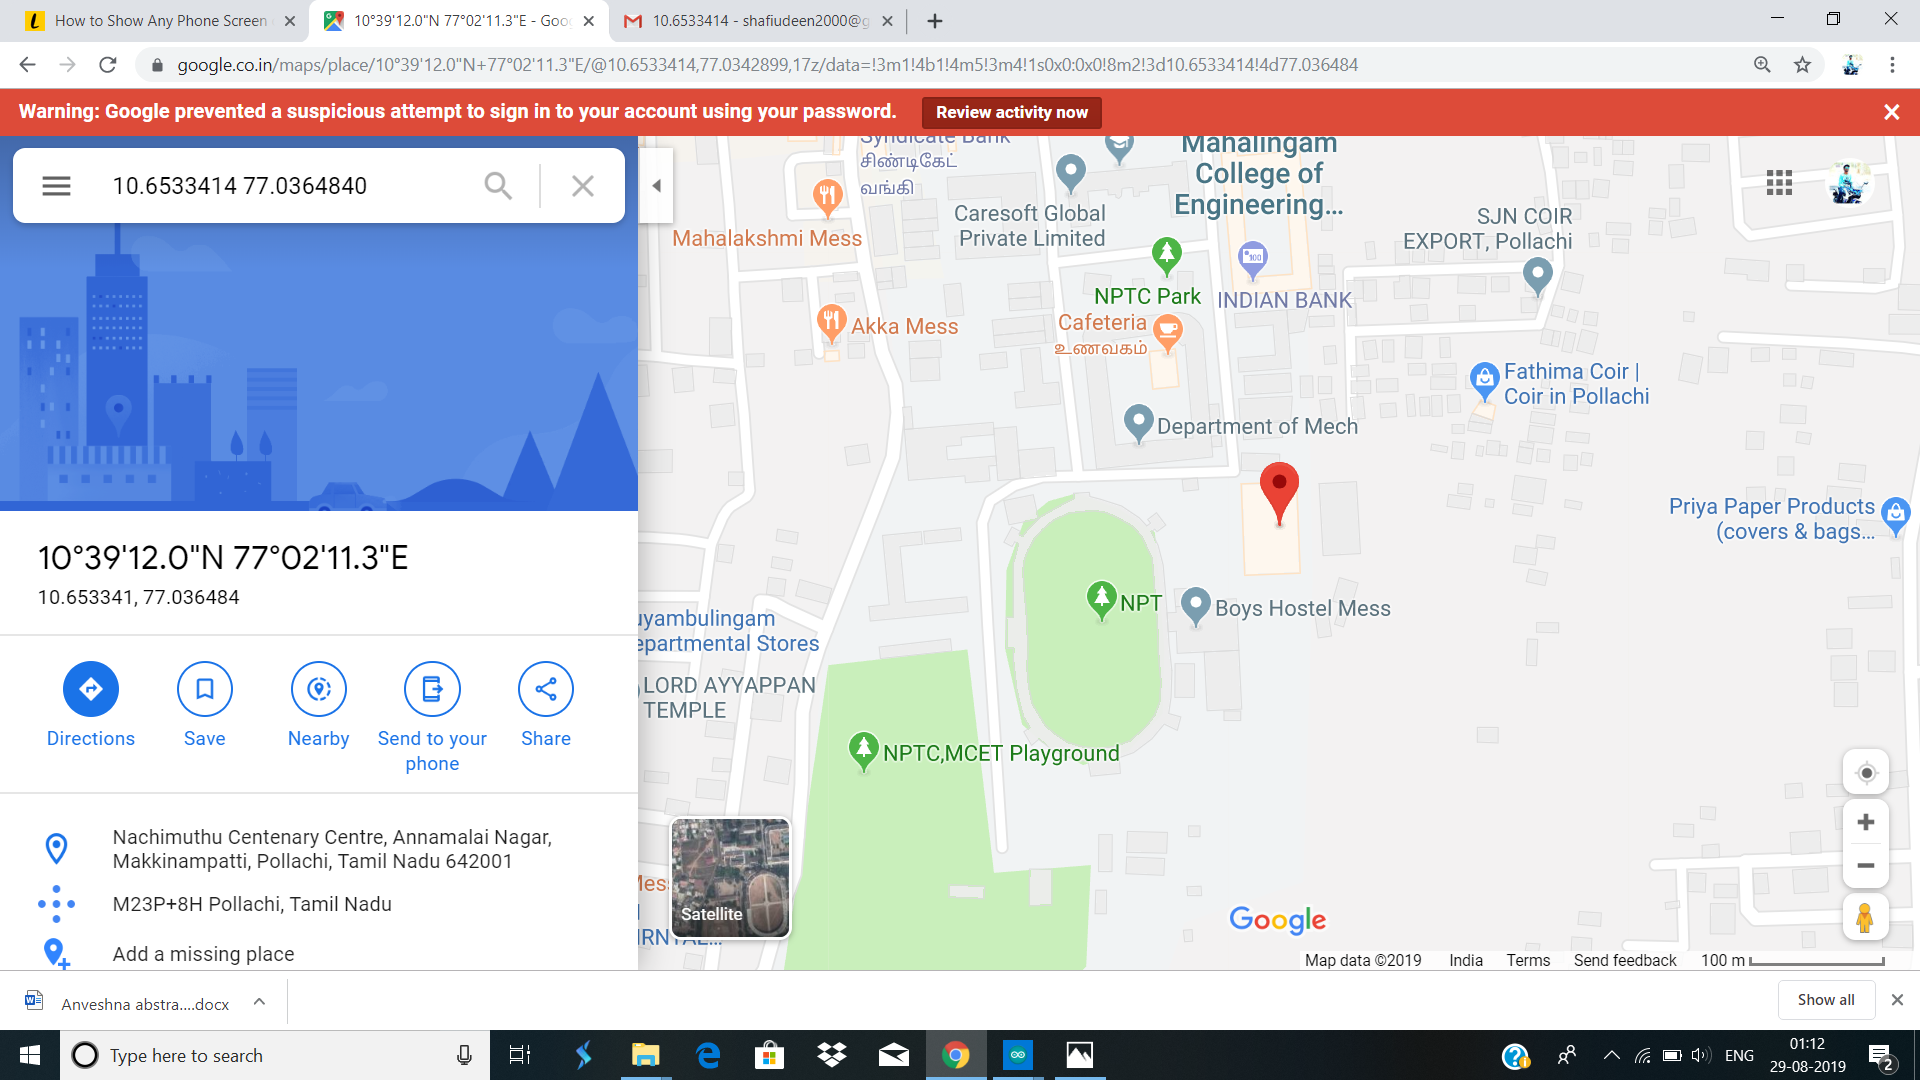 How to Show Any Phone Screen
10°39'12.0"N 77°02'11.3"E - Goo
10.6533414 - shafiudeen2000@g
google.co.in/maps/place/10°39'12.0"N+77°02'11.3"E/@10.6533414,77.0342899,17z/data=!3m1!4b1!4m5!3m4!1s0x0:0x0!8m2!3d10.6533414!4d77.036484
Warning: Google prevented a suspicious attempt to sign in to your account using your password.
Review activity now
10.6533414 77.0364840
10°39'12.0"N 77°02'11.3"E
10.653341, 77.036484
Directions
Save
Nearby
Send to your
phone
Share
Nachimuthu Centenary Centre, Annamalai Nagar,
Makkinampatti, Pollachi, Tamil Nadu 642001
M23P+8H Pollachi, Tamil Nadu
Add a missing place
Syndicate Bank
சிண்டிகேட்
வங்கி
Mahalingam
College of
Engineering...
Caresoft Global
Private Limited
SJN COIR
EXPORT, Pollachi
Mahalakshmi Mess
NPTC Park
INDIAN BANK
Akka Mess
Cafeteria
உணவகம்
Fathima Coir |
Coir in Pollachi
Department of Mech
Priya Paper Products
(covers & bags...
NPT
Boys Hostel Mess
uyambulingam
epartmental Stores
LORD AYYAPPAN
TEMPLE
NPTC,MCET Playground
Satellite
Google
Map data ©2019
India
Terms
Send feedback
100 m
Anveshna abstra....docx
Show all
Type here to search
ENG
01:12
29-08-2019
2